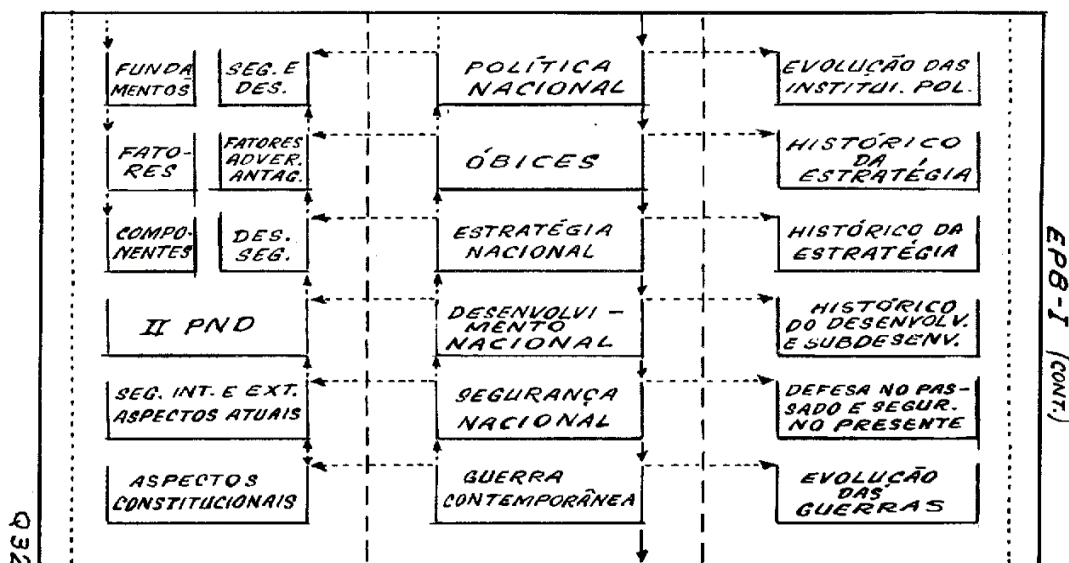 FUNDA
MENTOS
SEG. E
DES.
POLÍTICA
NACIONAL
EVOLUÇÃO DAS
INSTITUI. POL.
FATO-
RES
FATORES
ADVER.
ANTAG.
ÓBICES
HISTÓRICO
DA
ESTRATÉGIA
COMPO-
NENTES
DES.
SEG.
ESTRATÉGIA
NACIONAL
HISTÓRICO DA
ESTRATÉGIA
II PND
DESENVOLVI-
MENTO
NACIONAL
HISTÓRICO
DO DESENVOLV.
E SUBDESENV.
SEG. INT. E EXT.
ASPECTOS ATUAIS
SEGURANÇA
NACIONAL
DEFESA NO PAS-
SADO E SEGUR.
NO PRESENTE
ASPECTOS
CONSTITUCIONAIS
GUERRA
CONTEMPORÂNEA
EVOLUÇÃO
DAS
GUERRAS
EPB-I (CONT.)
Q32